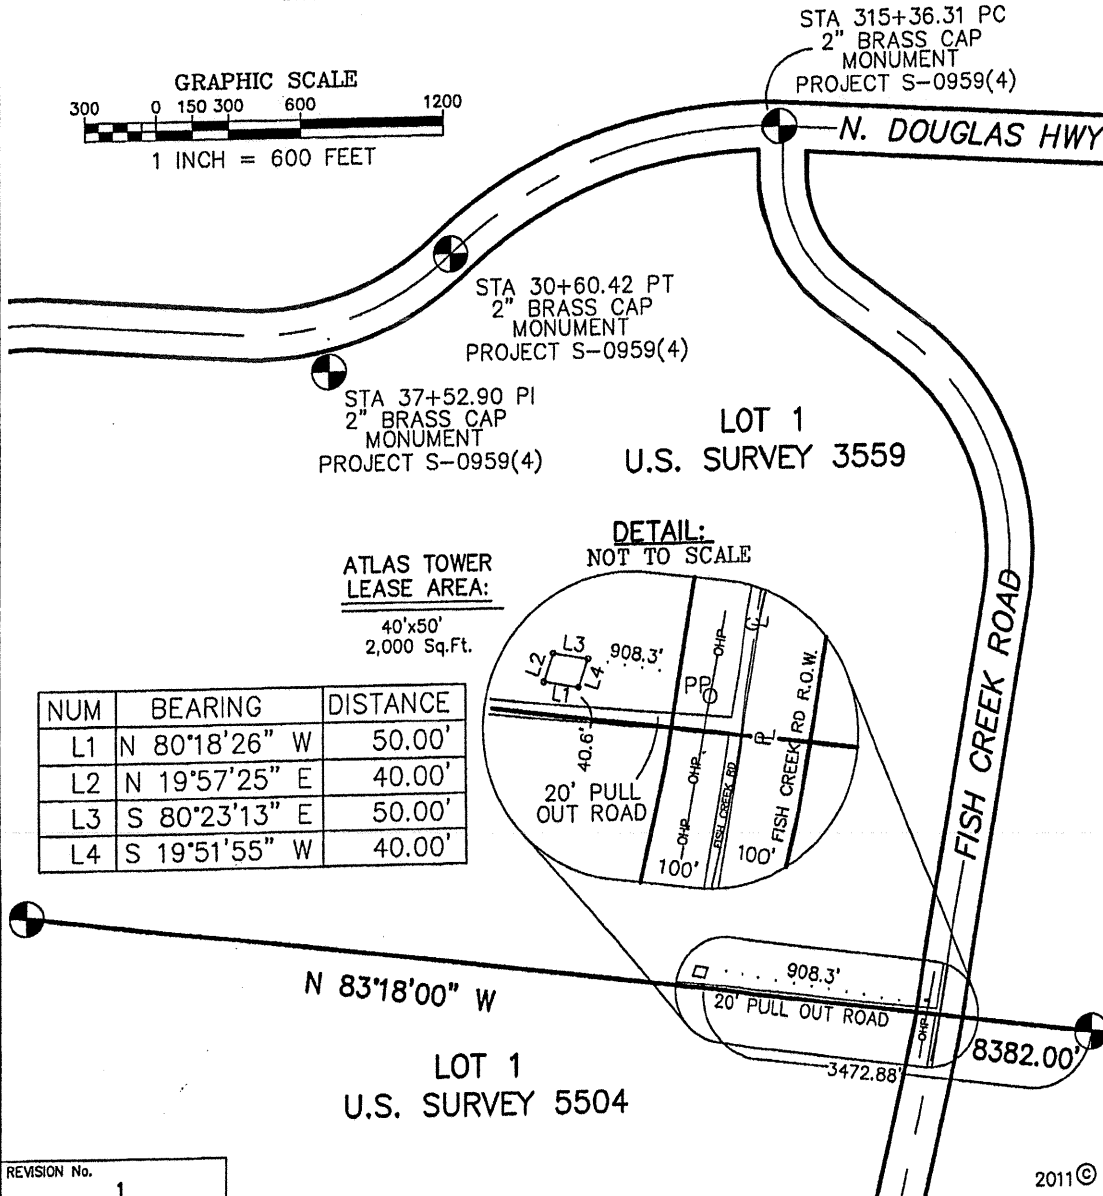 STA 315+36.31 PC
2" BRASS CAP
MONUMENT
PROJECT S-0959(4)
GRAPHIC SCALE
300 0 150 300 600 1200
1 INCH = 600 FEET
N. DOUGLAS HWY
STA 30+60.42 PT
2" BRASS CAP
MONUMENT
PROJECT S-0959(4)
STA 37+52.90 PI
2" BRASS CAP
MONUMENT
PROJECT S-0959(4)
LOT 1
U.S. SURVEY 3559
DETAIL:
NOT TO SCALE
ATLAS TOWER
LEASE AREA:
40'x50'
2,000 Sq.Ft.
L3
L2
L4
L1
908.3'
OHP
CL
PP
PL
40.6'
20' PULL
OUT ROAD
OHP
OHP
FISH CREEK RD
FISH CREEK RD R.O.W.
100'
100'
NUM BEARING DISTANCE
L1 N 80°18'26" W 50.00'
L2 N 19°57'25" E 40.00'
L3 S 80°23'13" E 50.00'
L4 S 19°51'55" W 40.00'
FISH CREEK ROAD
N 83°18'00" W
908.3'
20' PULL OUT ROAD
OHP
8382.00'
3472.88'
LOT 1
U.S. SURVEY 5504
REVISION No.
1
2011©